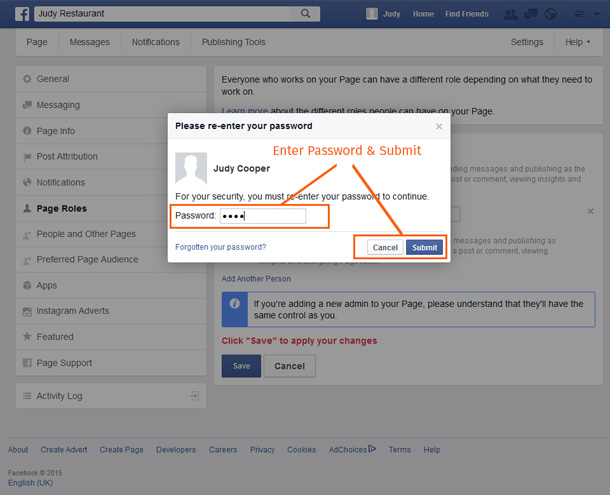 Judy Restaurant
Judy Home Find Friends
Page Messages Notifications Publishing Tools Settings Help
General
Messaging
Page Info
Post Attribution
Notifications
Page Roles
People and Other Pages
Preferred Page Audience
Apps
Instagram Adverts
Featured
Page Support
Activity Log
Everyone who works on your Page can have a different role depending on what they need to
work on.
Learn more about the different roles people can have on your Page.
Please re-enter your password
Enter Password & Submit
Judy Cooper
For your security, you must re-enter your password to continue.
Password: ••••
Forgotten your password? Cancel Submit
nding messages and publishing as the
post or comment, viewing insights and
messages and publishing as
a post or comment, viewing
Add Another Person
If you're adding a new admin to your Page, please understand that they'll have the
same control as you.
Click "Save" to apply your changes
Save Cancel
About Create Advert Create Page Developers Careers Privacy Cookies AdChoices Terms Help
Facebook © 2015
English (UK)